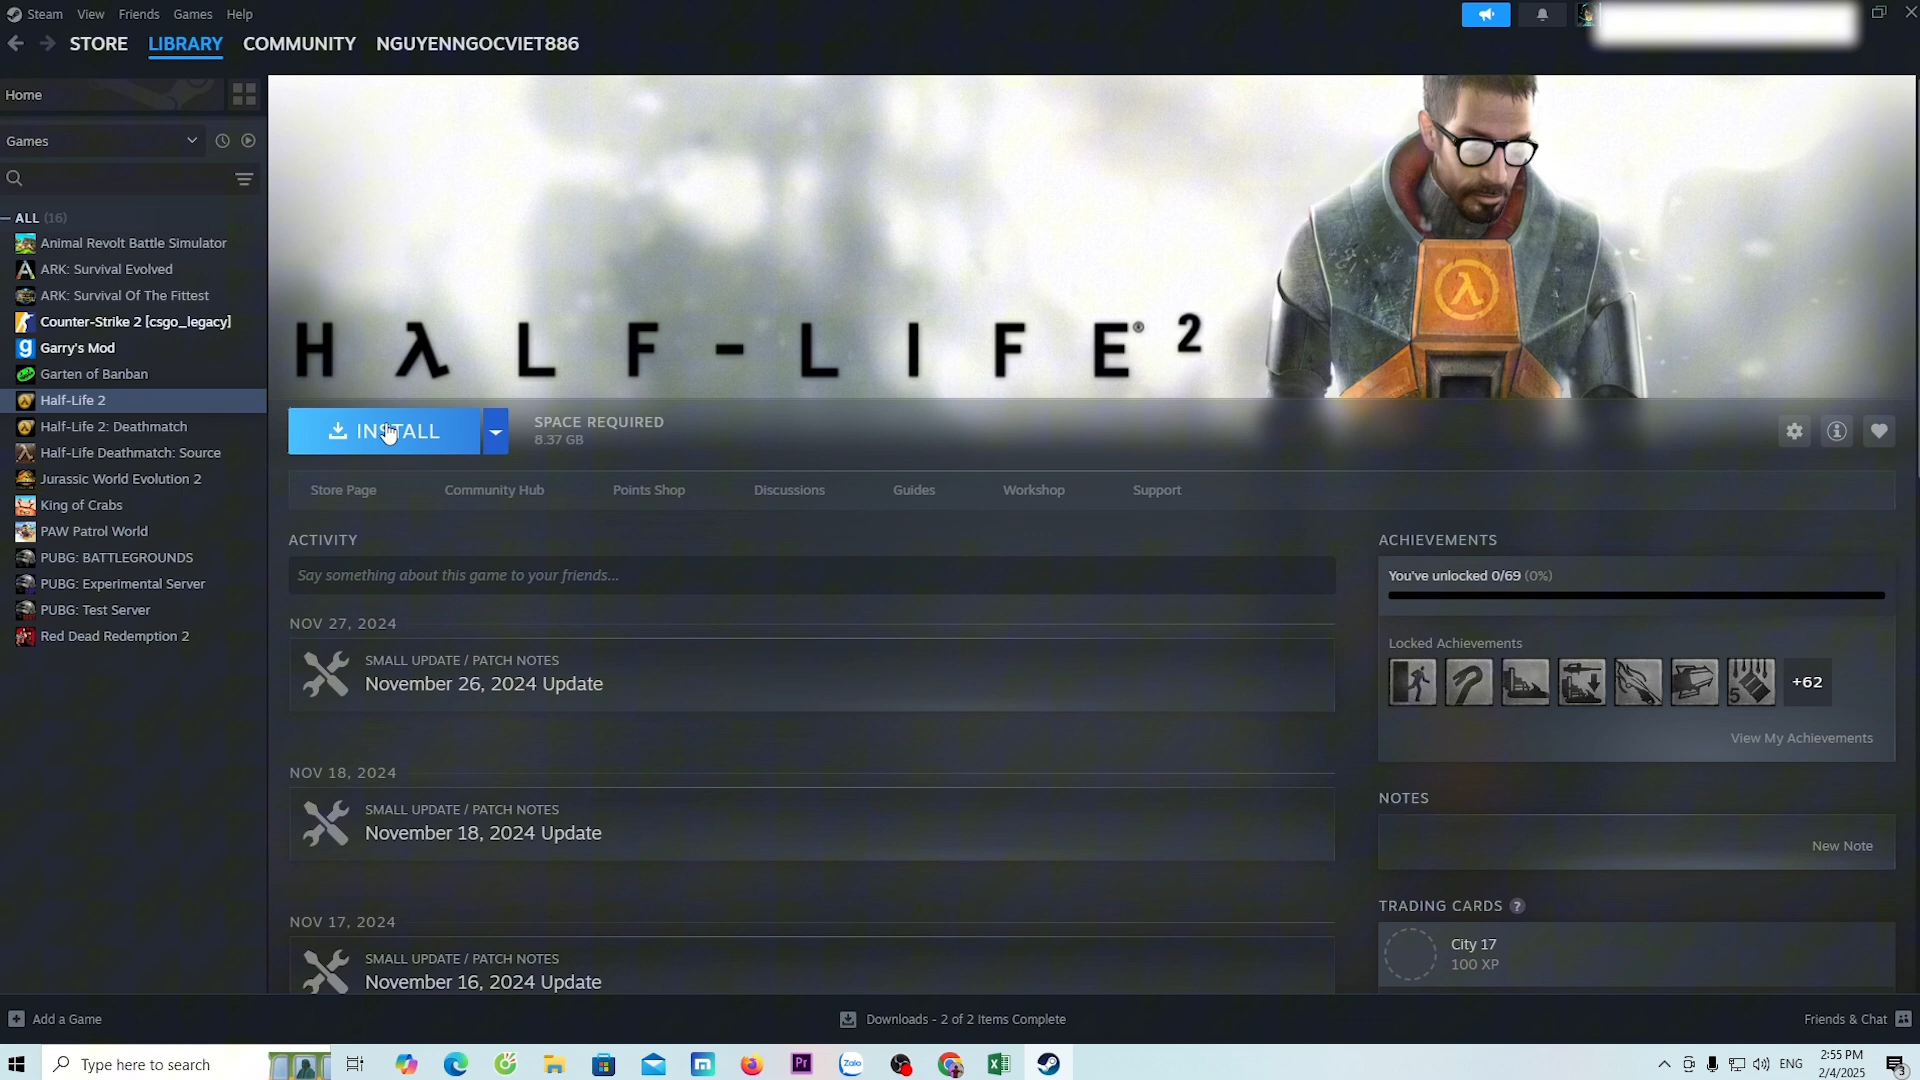 Steam View Friends Games Help
STORE LIBRARY COMMUNITY NGUYENNGOCVIET886
Home
Games
ALL (16)
Animal Revolt Battle Simulator
ARK: Survival Evolved
ARK: Survival Of The Fittest
Counter-Strike 2 [csgo_legacy]
Garry's Mod
Garten of Banban
Half-Life 2
Half-Life 2: Deathmatch
Half-Life Deathmatch: Source
Jurassic World Evolution 2
King of Crabs
PAW Patrol World
PUBG: BATTLEGROUNDS
PUBG: Experimental Server
PUBG: Test Server
Red Dead Redemption 2
HλLF-LIFE® 2
INSTALL
SPACE REQUIRED
8.37 GB
Store Page Community Hub Points Shop Discussions Guides Workshop Support
ACTIVITY
Say something about this game to your friends...
NOV 27, 2024
SMALL UPDATE / PATCH NOTES
November 26, 2024 Update
NOV 18, 2024
SMALL UPDATE / PATCH NOTES
November 18, 2024 Update
NOV 17, 2024
SMALL UPDATE / PATCH NOTES
November 16, 2024 Update
ACHIEVEMENTS
You've unlocked 0/69 (0%)
Locked Achievements
5
+62
View My Achievements
NOTES
New Note
TRADING CARDS ?
City 17
100 XP
Add a Game
Downloads - 2 of 2 Items Complete
Friends & Chat
Type here to search
Pr
Zalo
ENG
2:55 PM
2/4/2025
3